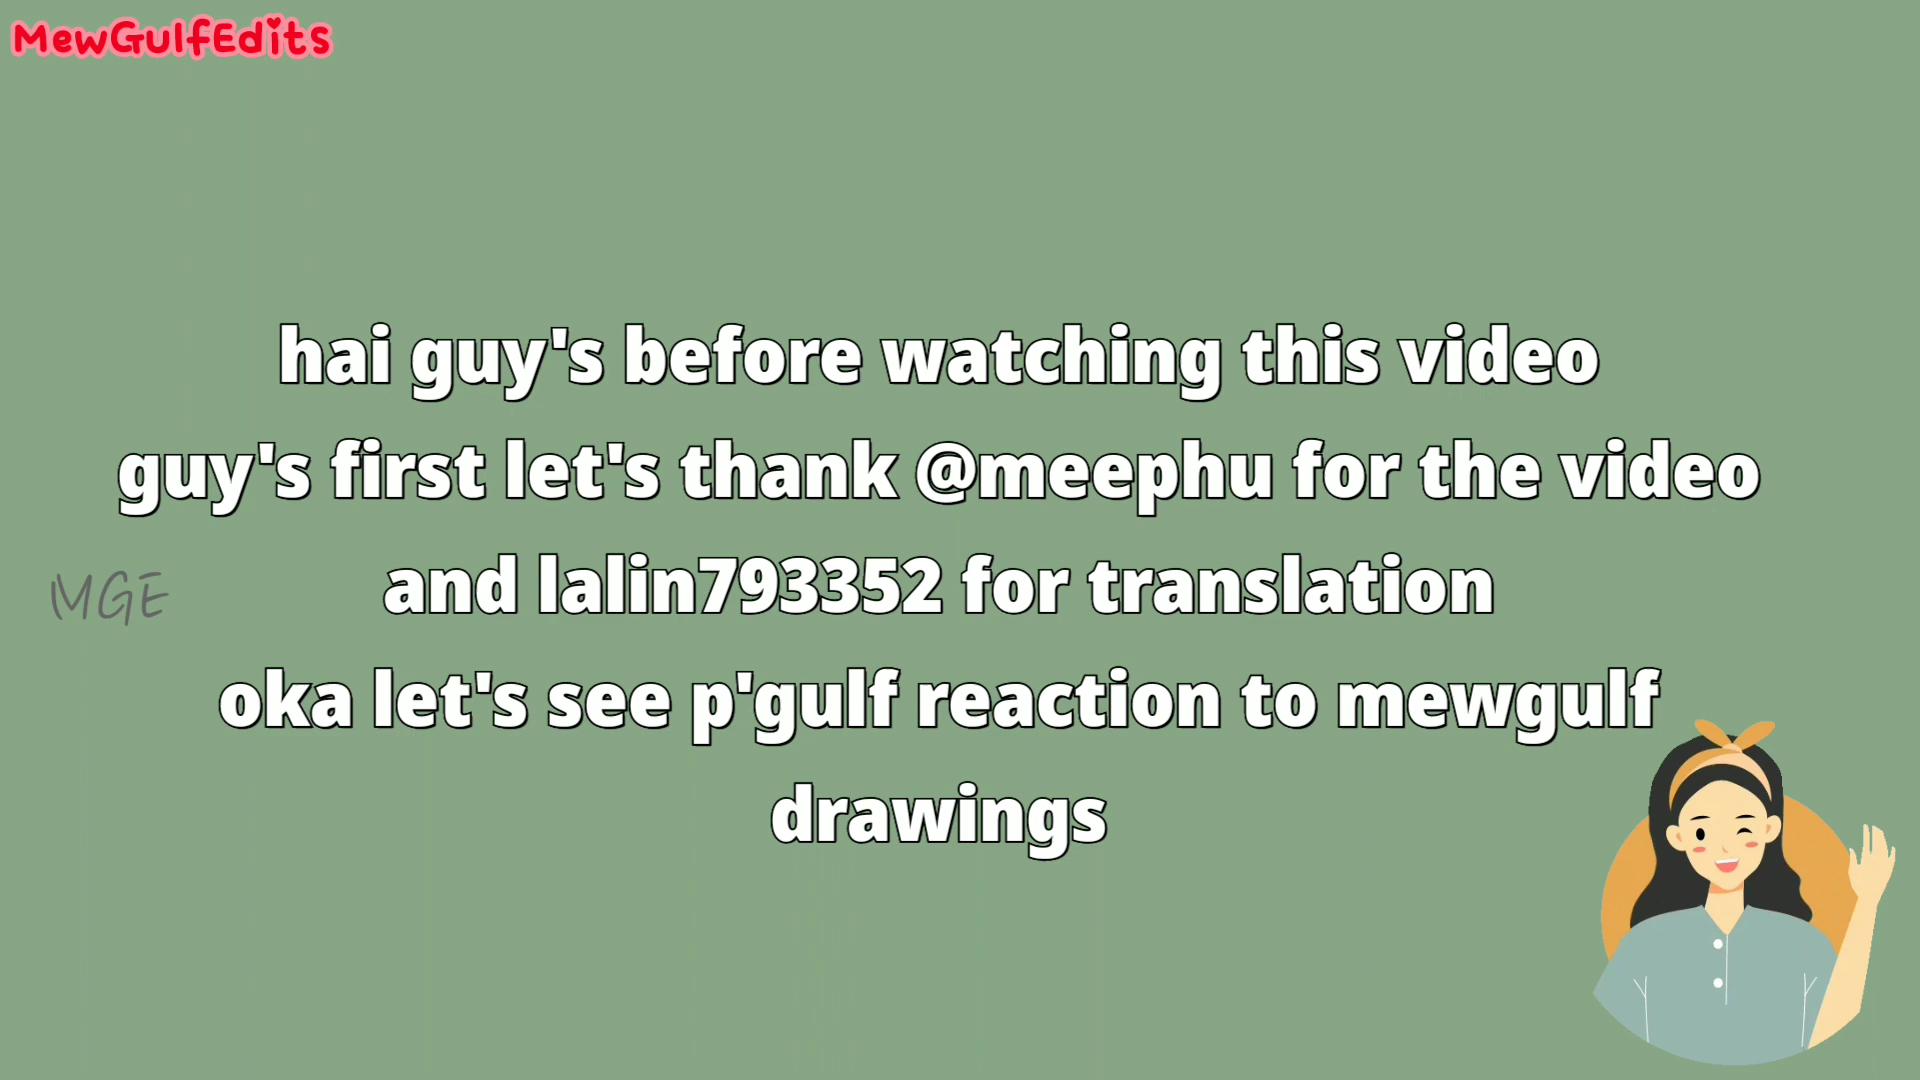 MewGulfEdits
hai guy's before watching this video
guy's first let's thank @meephu for the video
and lalin793352 for translation
MGE
oka let's see p'gulf reaction to mewgulf
drawings